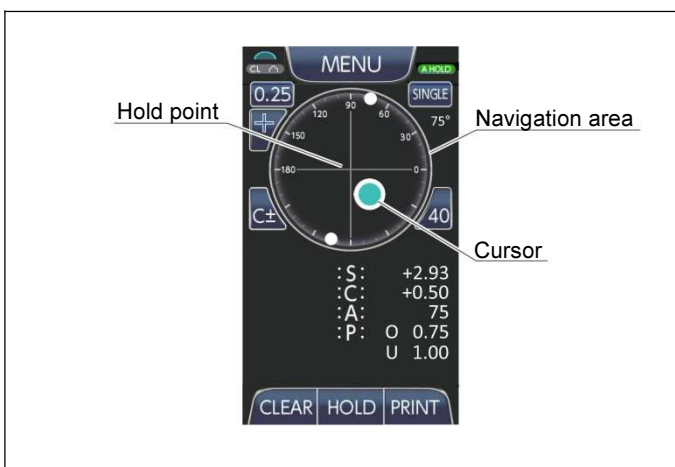 MENU
CL
A HOLD
0.25
SINGLE
75°
Hold point
Navigation area
120
90
60
150
30
180
0
C±
40
Cursor
:S: +2.93
:C: +0.50
:A: 75
:P: O 0.75
U 1.00
CLEAR HOLD PRINT